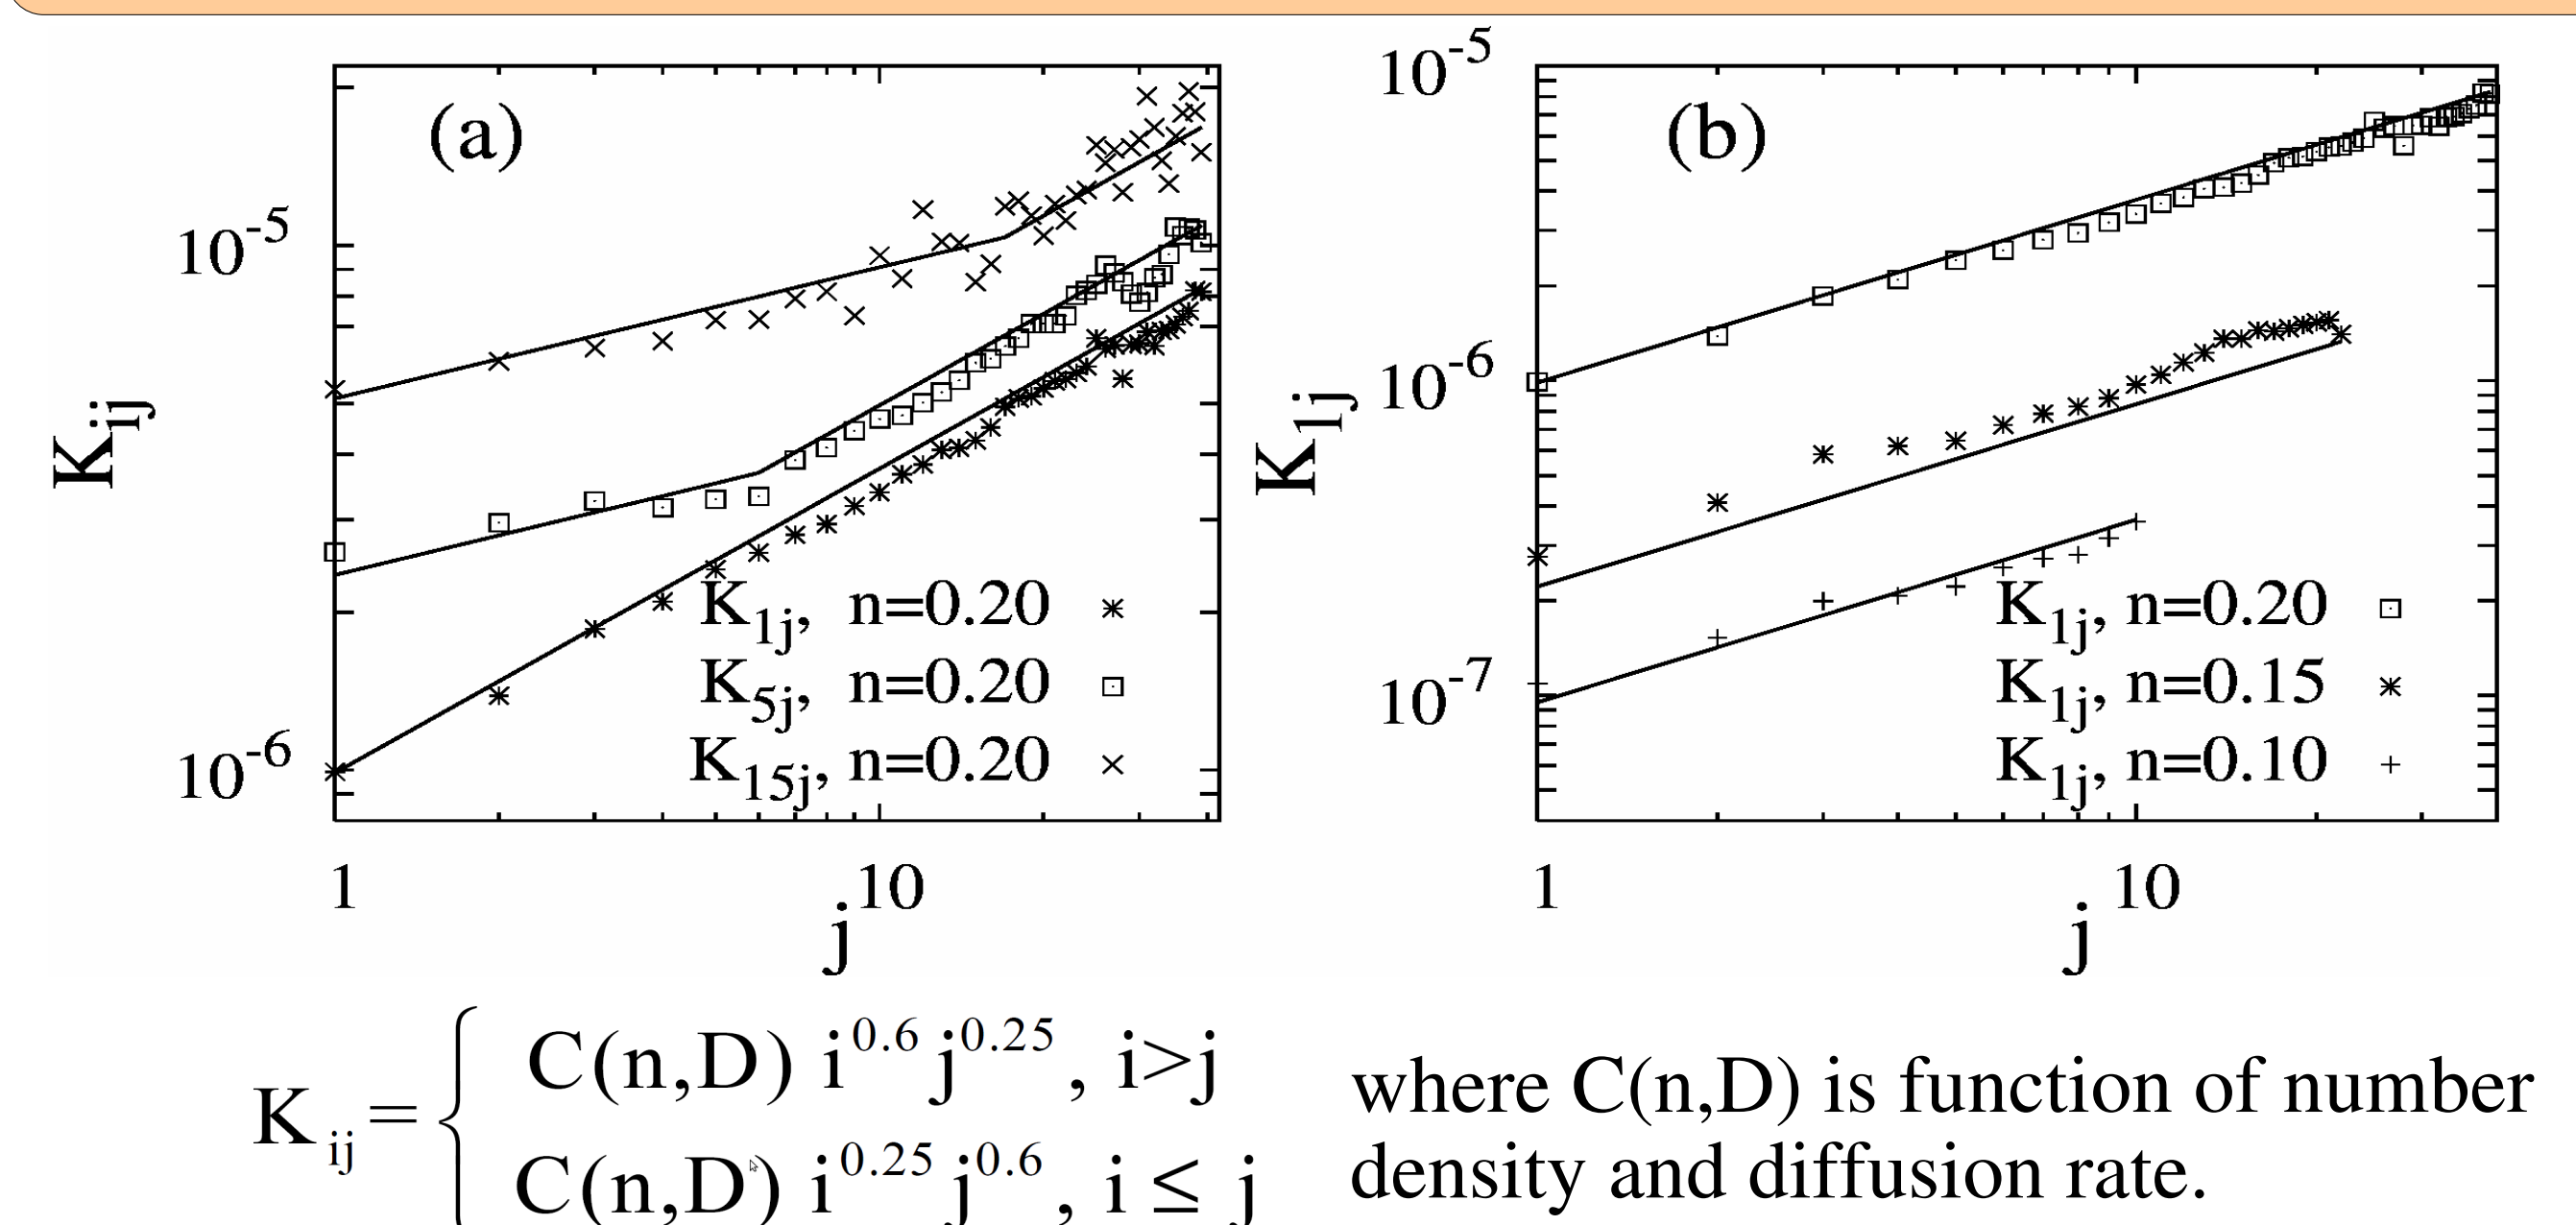 (a)
10^-5
10^-6
K_ij
K_1j, n=0.20
K_5j, n=0.20
K_15j, n=0.20
1
10
j
(b)
10^-5
10^-6
10^-7
K_1j
K_1j, n=0.20
K_1j, n=0.15
K_1j, n=0.10
1
10
j
K_ij = {
C(n,D) i^0.6 j^0.25 , i>j
C(n,D) i^0.25 j^0.6 , i ≤ j
where C(n,D) is function of number
density and diffusion rate.